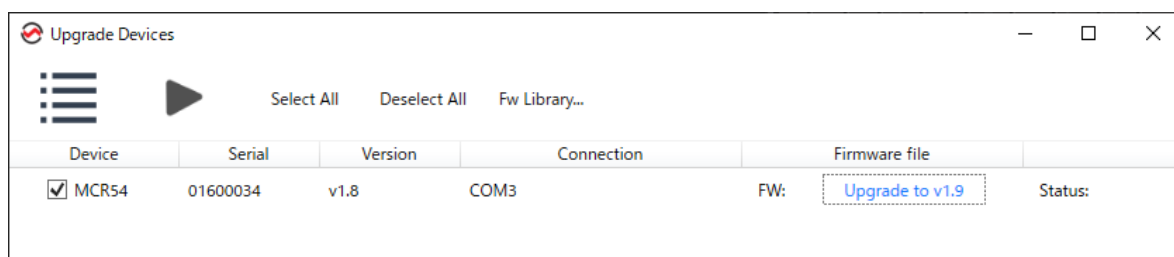 Upgrade Devices
Select All Deselect All Fw Library...
Device Serial Version Connection Firmware file
MCR54 01600034 v1.8 COM3 FW: Upgrade to v1.9 Status: